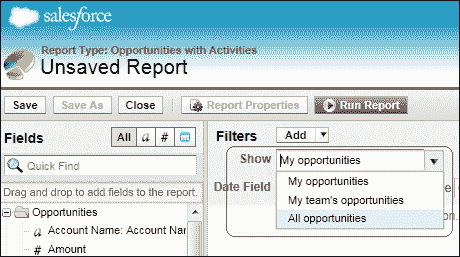 salesforce
Report Type: Opportunities with Activities
Unsaved Report
Save Save As Close Report Properties Run Report
Fields All a # Filters Add
Quick Find
Show My opportunities
Drag and drop to add fields to the report.
Date Field My opportunities
My team's opportunities
All opportunities
Opportunities
a Account Name: Account Nam
# Amount